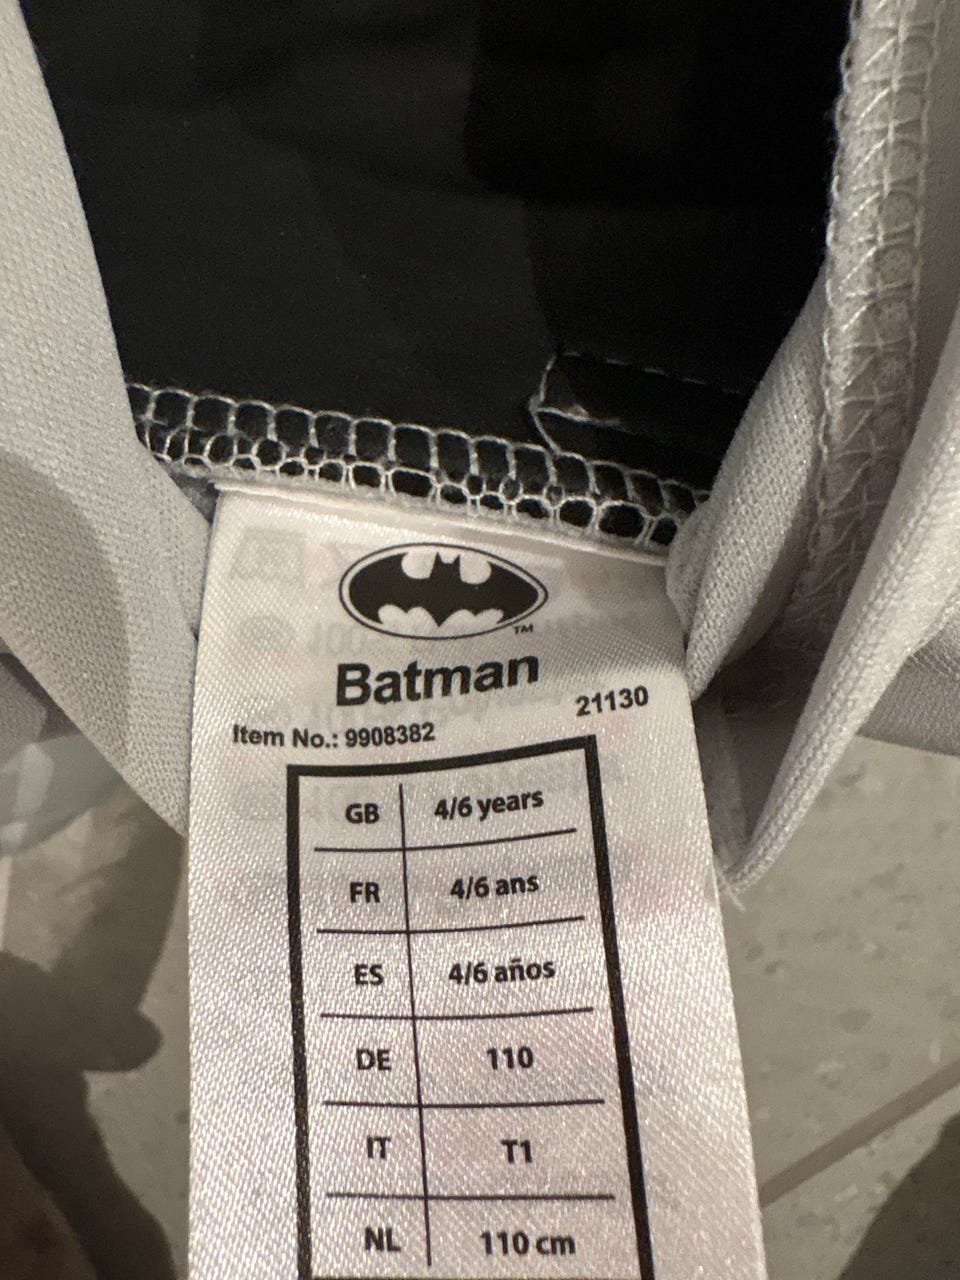 TM
Batman
21130
Item No.: 9908382
GB 4/6 years
FR 4/6 ans
ES 4/6 años
DE 110
IT T1
NL 110 cm